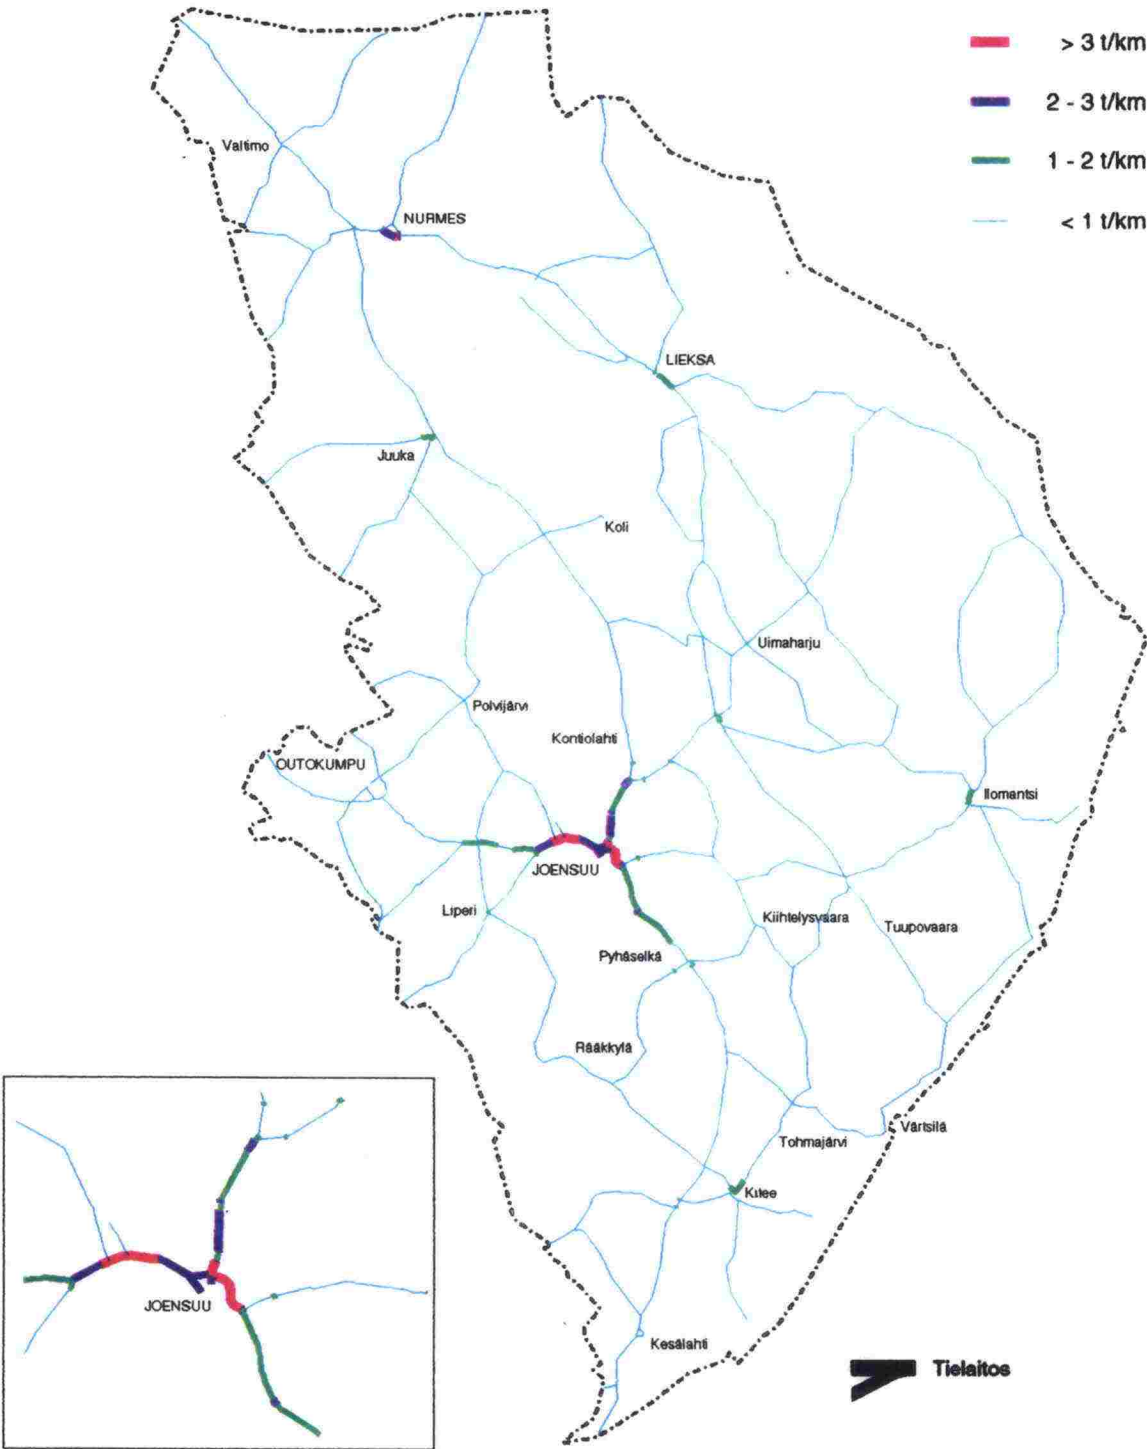 > 3 t/km
2 - 3 t/km
1 - 2 t/km
< 1 t/km
Valtimo
NURMES
LIEKSA
Juuka
Koli
Uimaharju
Polvijärvi
Kontiolahti
OUTOKUMPU
Ilomantsi
JOENSUU
Liperi
Kiihtelysvaara
Tuupovaara
Pyhäselkä
Rääkkylä
Värtsilä
Tohmajärvi
Kitee
JOENSUU
Kesälahti
Tielaitos